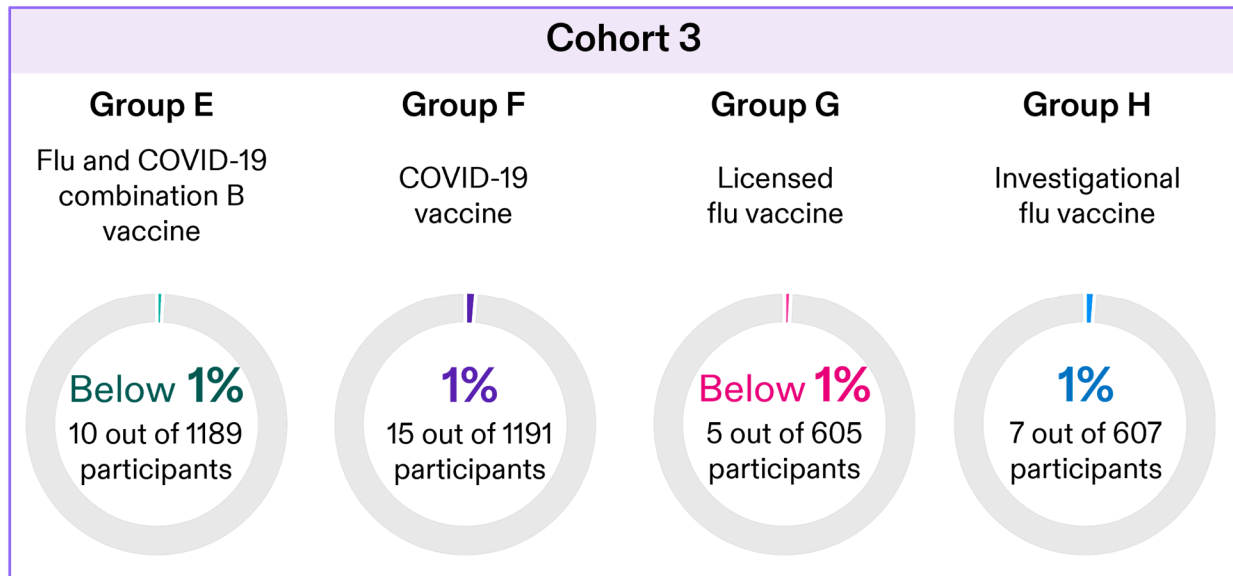 Cohort 3
Group E
Flu and COVID-19
combination B
vaccine
Below 1%
10 out of 1189
participants
Group F
COVID-19
vaccine
1%
15 out of 1191
participants
Group G
Licensed
flu vaccine
Below 1%
5 out of 605
participants
Group H
Investigational
flu vaccine
1%
7 out of 607
participants